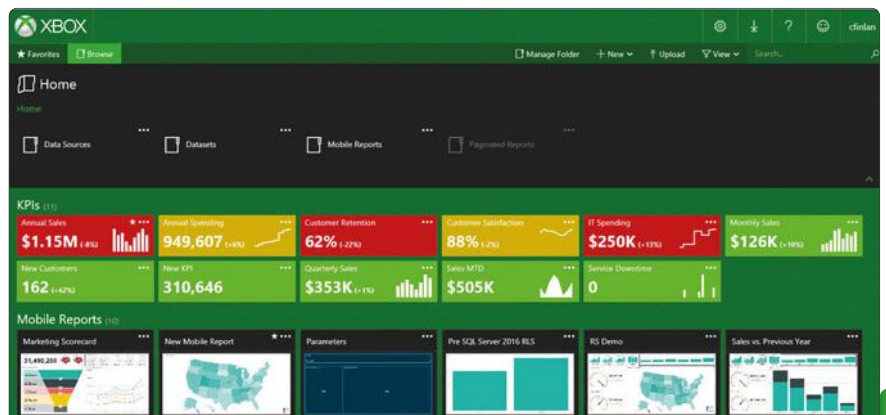 XBOX
cfinlan
Favorites Browse Manage Folder New Upload View Search...
Home
Home
Data Sources Datasets Mobile Reports Paginated Reports
KPIs (11)
Annual Sales Annual Spending Customer Retention Customer Satisfaction IT Spending Monthly Sales
$1.15M (-8%) 949,607 (+6%) 62% (-22%) 88% (-2%) $250K (+13%) $126K (+10%)
New Customers New KPI Quarterly Sales Sales MTD Service Downtime
162 (+62%) 310,646 $353K (+1%) $505K 0
Mobile Reports (10)
Marketing Scorecard New Mobile Report Parameters Pre SQL Server 2016 RLS RS Demo Sales vs. Previous Year
31,490,250